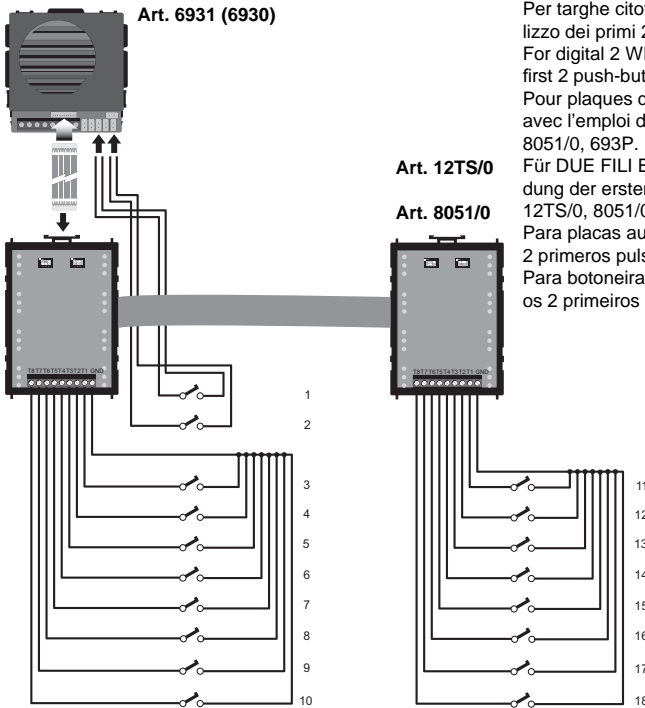 Art. 6931 (6930)
Per targhe cito
lizzo dei primi 2
For digital 2 WI
first 2 push-but
Pour plaques c
avec l'emploi d
8051/0, 693P.
Für DUE FILI E
dung der erster
12TS/0, 8051/0
Para placas au
2 primeros puls
Para botoneira
os 2 primeiros
Art. 12TS/0
Art. 8051/0
T8T7T6T5T4T3T2T1 GND
T8T7T6T5T4T3T2T1 GND
1
2
3
4
5
6
7
8
9
10
11
12
13
14
15
16
17
18